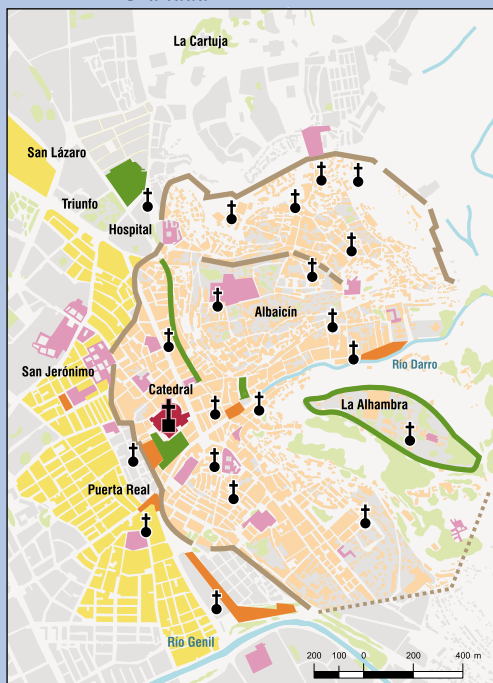 La Cartuja
San Lázaro
Triunfo
Hospital
Albaicín
Río Darro
San Jerónimo
Catedral
La Alhambra
Puerta Real
Río Genil
200 100 0 200 400 m